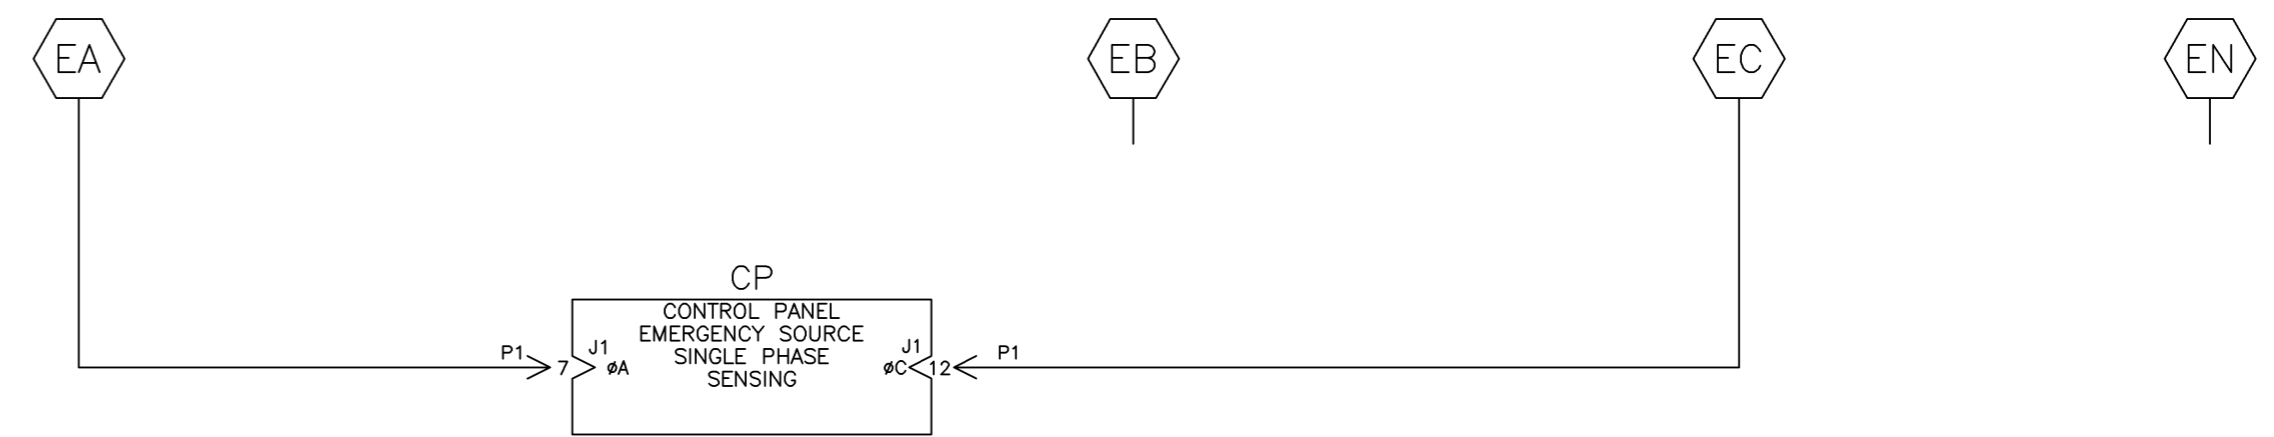 EA
EB
EC
EN
CP
CONTROL PANEL
EMERGENCY SOURCE
SINGLE PHASE
SENSING
P1
7
J1
øA
J1
øC
12
P1